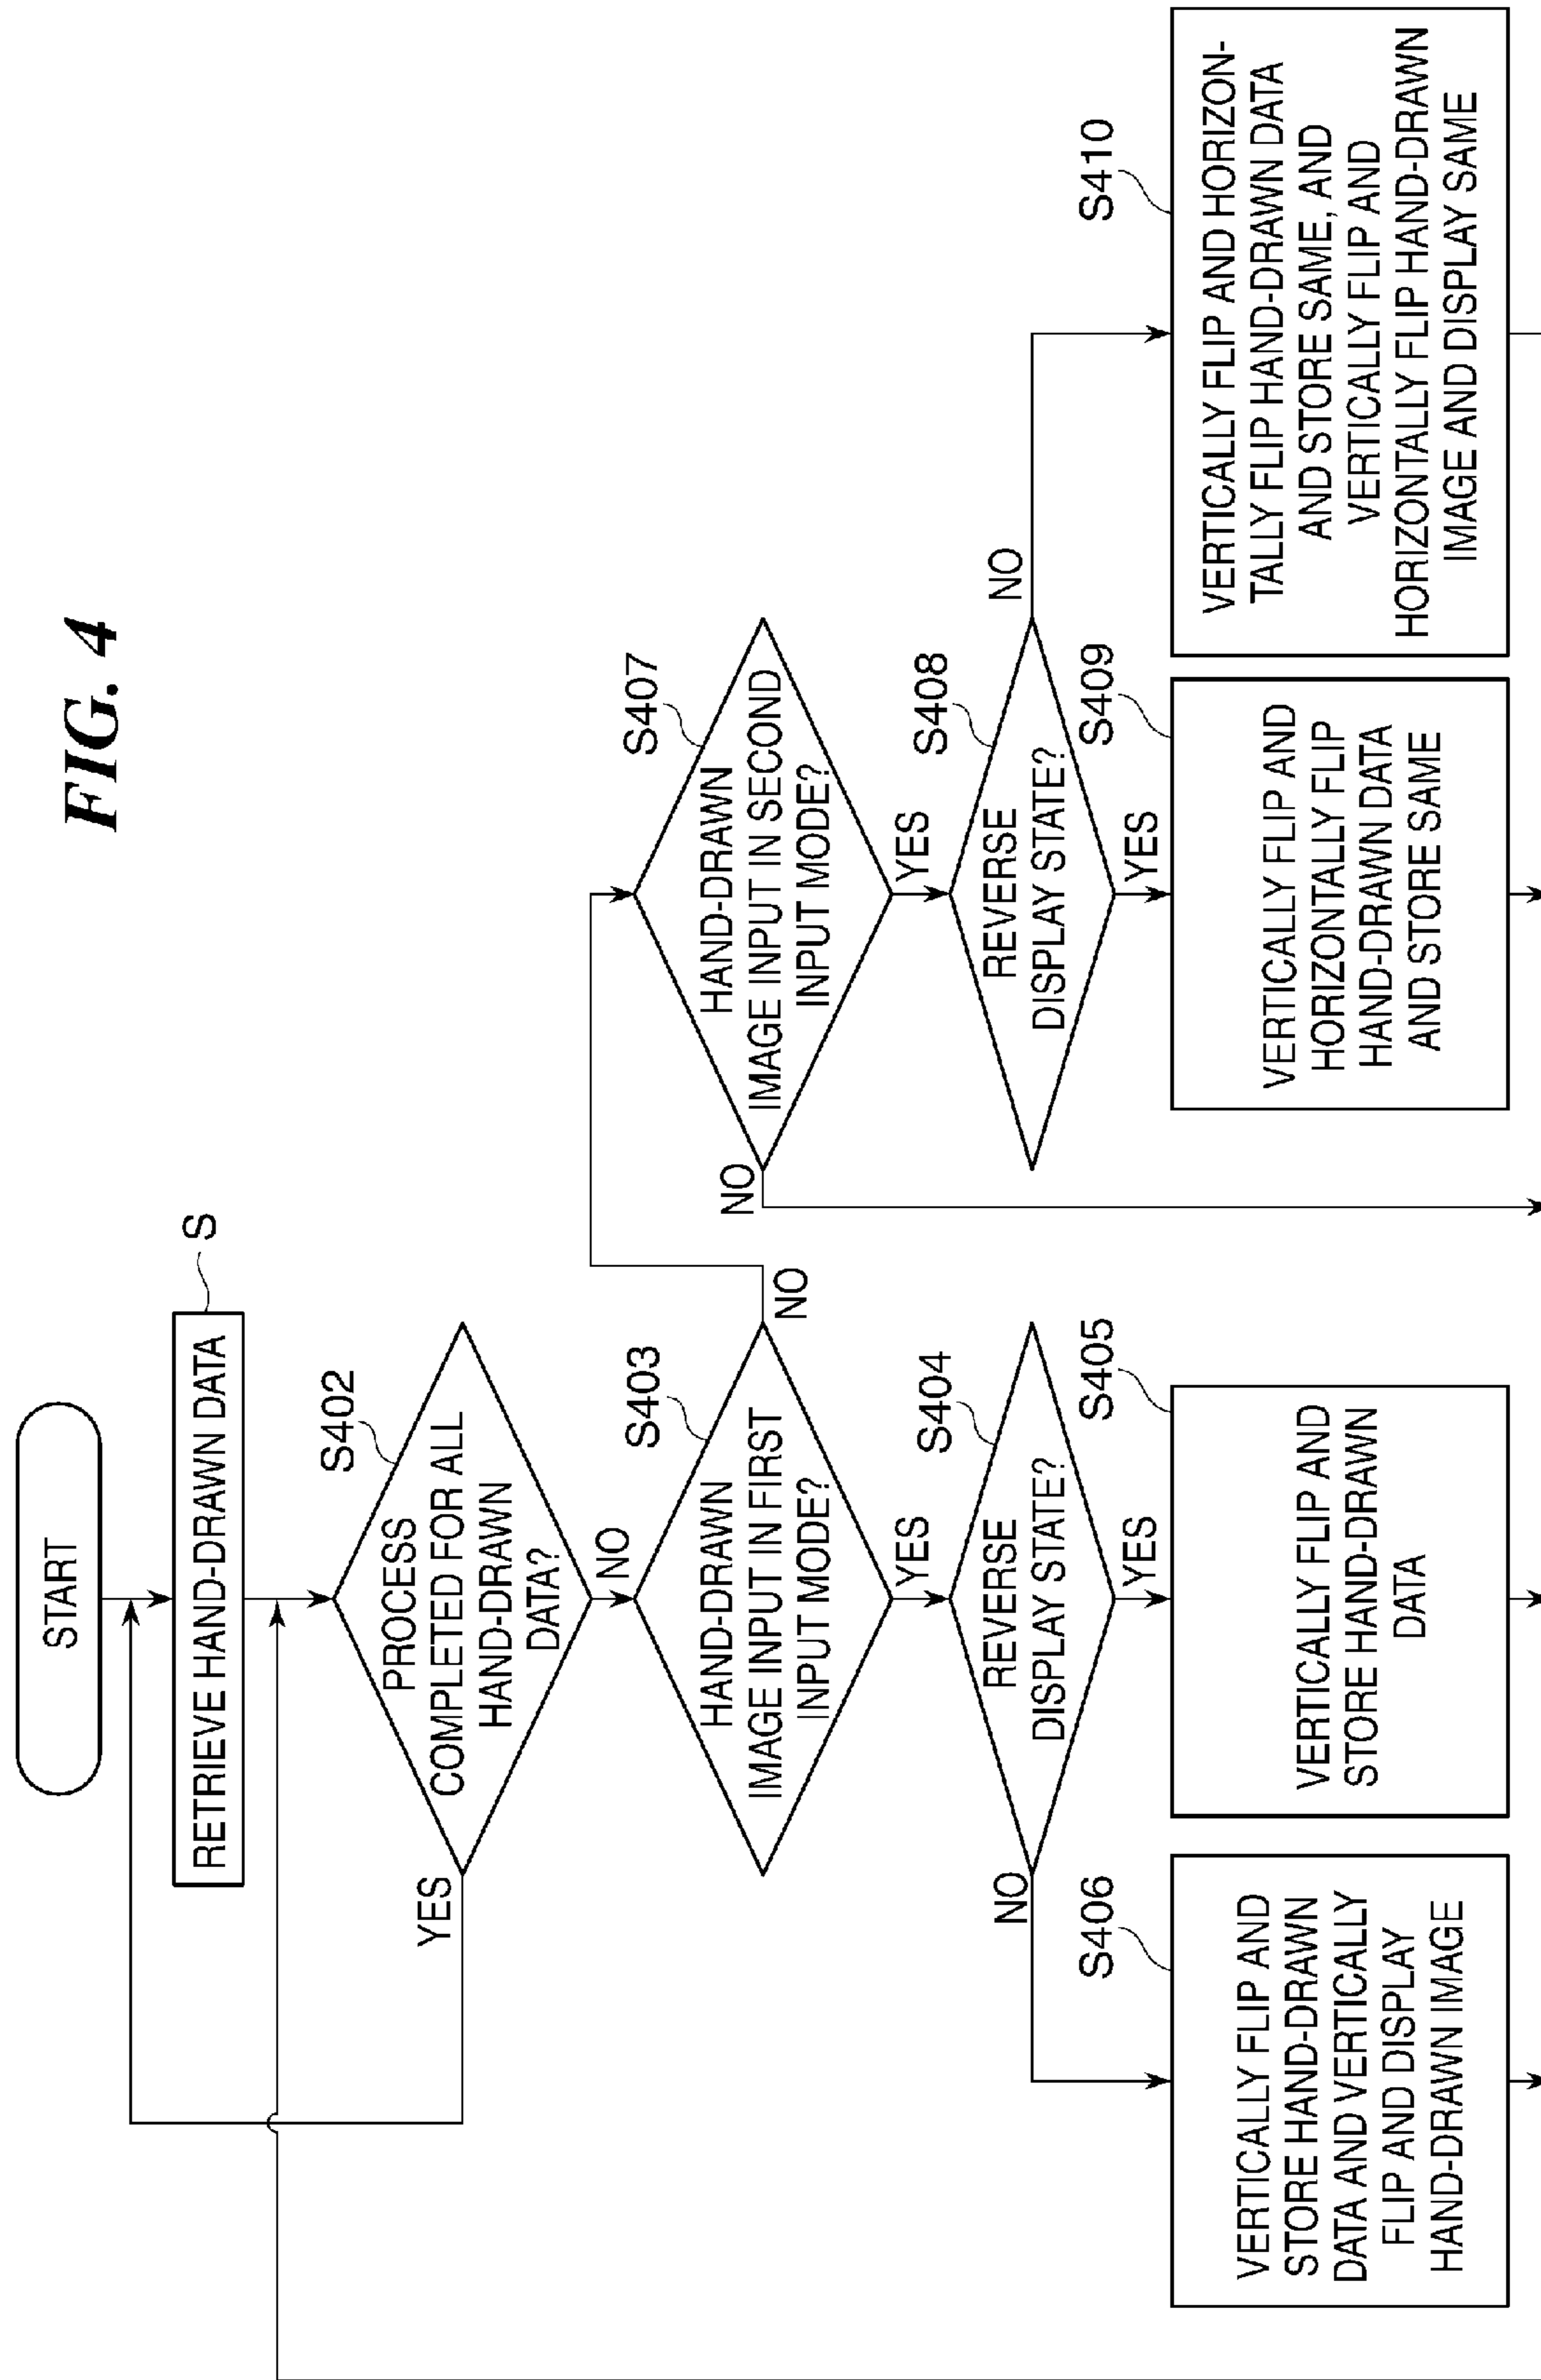 FIG. 4
START
S
RETRIEVE HAND-DRAWN DATA
S402
PROCESS
COMPLETED FOR ALL
HAND-DRAWN
DATA?
YES
NO
S403
HAND-DRAWN
IMAGE INPUT IN FIRST
INPUT MODE?
NO
YES
S404
REVERSE
DISPLAY STATE?
NO
YES
S406
VERTICALLY FLIP AND
STORE HAND-DRAWN
DATA AND VERTICALLY
FLIP AND DISPLAY
HAND-DRAWN IMAGE
S405
VERTICALLY FLIP AND
STORE HAND-DRAWN
DATA
S407
HAND-DRAWN
IMAGE INPUT IN SECOND
INPUT MODE?
NO
YES
S408
REVERSE
DISPLAY STATE?
NO
YES
S409
VERTICALLY FLIP AND
HORIZONTALLY FLIP
HAND-DRAWN DATA
AND STORE SAME
S410
VERTICALLY FLIP AND HORIZON-
TALLY FLIP HAND-DRAWN DATA
AND STORE SAME, AND
VERTICALLY FLIP AND
HORIZONTALLY FLIP HAND-DRAWN
IMAGE AND DISPLAY SAME